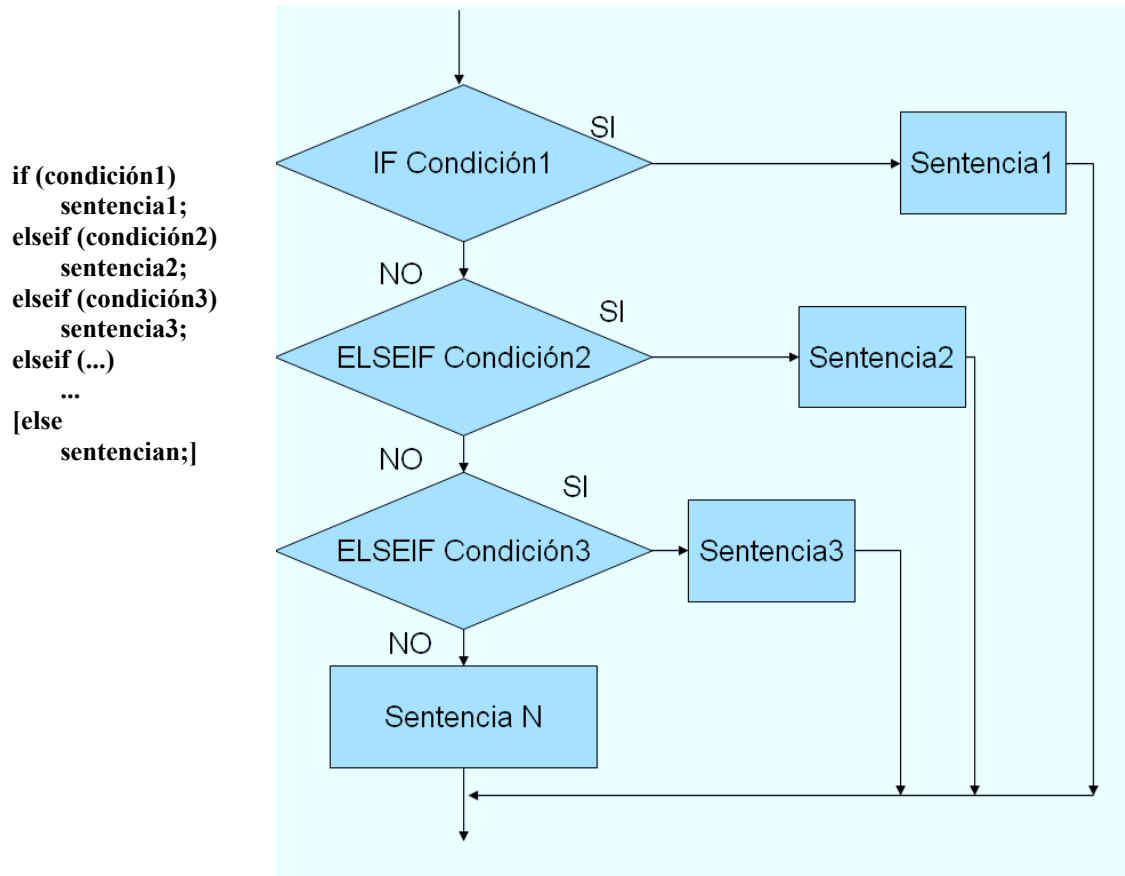 if (condición1)
sentencia1;
elseif (condición2)
sentencia2;
elseif (condición3)
sentencia3;
elseif (...)
...
[else
sentencian;]
IF Condición1
SI
Sentencia1
NO
ELSEIF Condición2
SI
Sentencia2
NO
ELSEIF Condición3
SI
Sentencia3
NO
Sentencia N